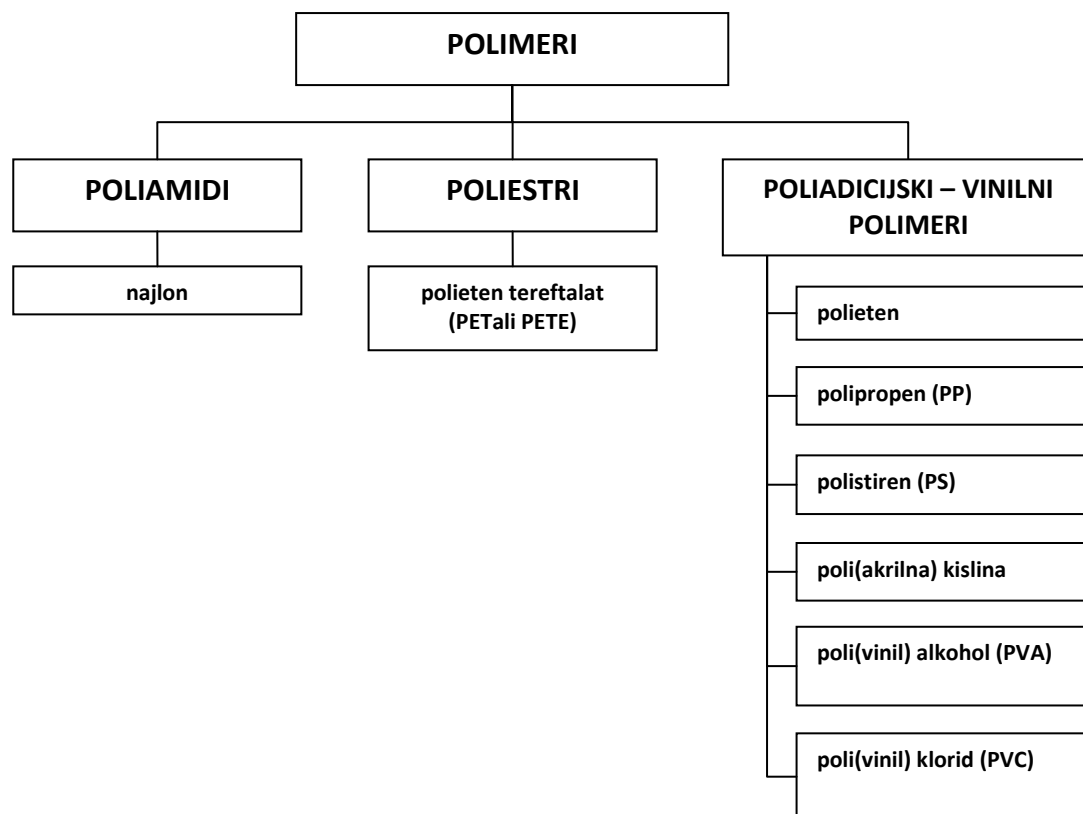 POLIMERI
POLIAMIDI
POLIESTRI
POLIADICIJSKI – VINILNI
POLIMERI
najlon
polieten tereftalat
(PETali PETE)
polieten
polipropen (PP)
polistiren (PS)
poli(akrilna) kislina
poli(vinil) alkohol (PVA)
poli(vinil) klorid (PVC)